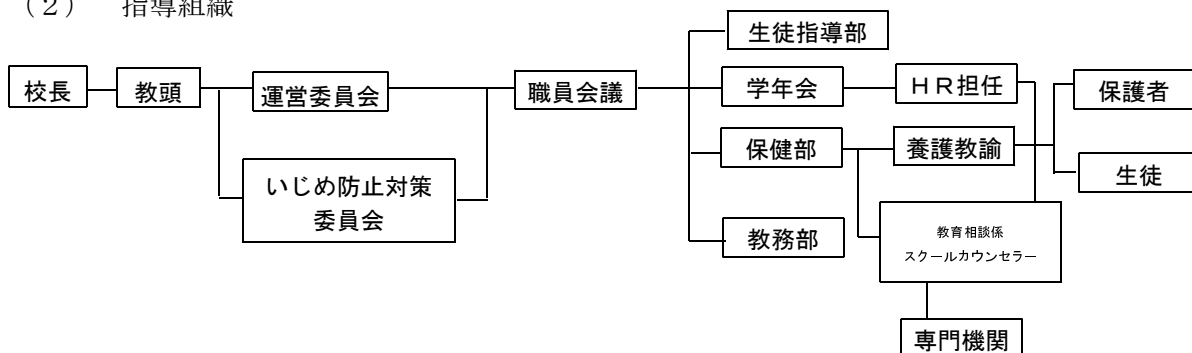 （２）　指導組織
生徒指導部
校長
教頭
運営委員会
職員会議
学年会
ＨＲ担任
保護者
いじめ防止対策
委員会
保健部
養護教諭
生徒
教務部
教育相談係
スクールカウンセラー
専門機関